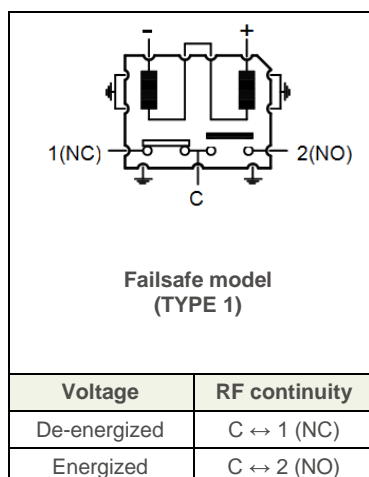 - +
1(NC) 2(NO)
C
Failsafe model
(TYPE 1)
Voltage RF continuity
De-energized C ↔ 1 (NC)
Energized C ↔ 2 (NO)